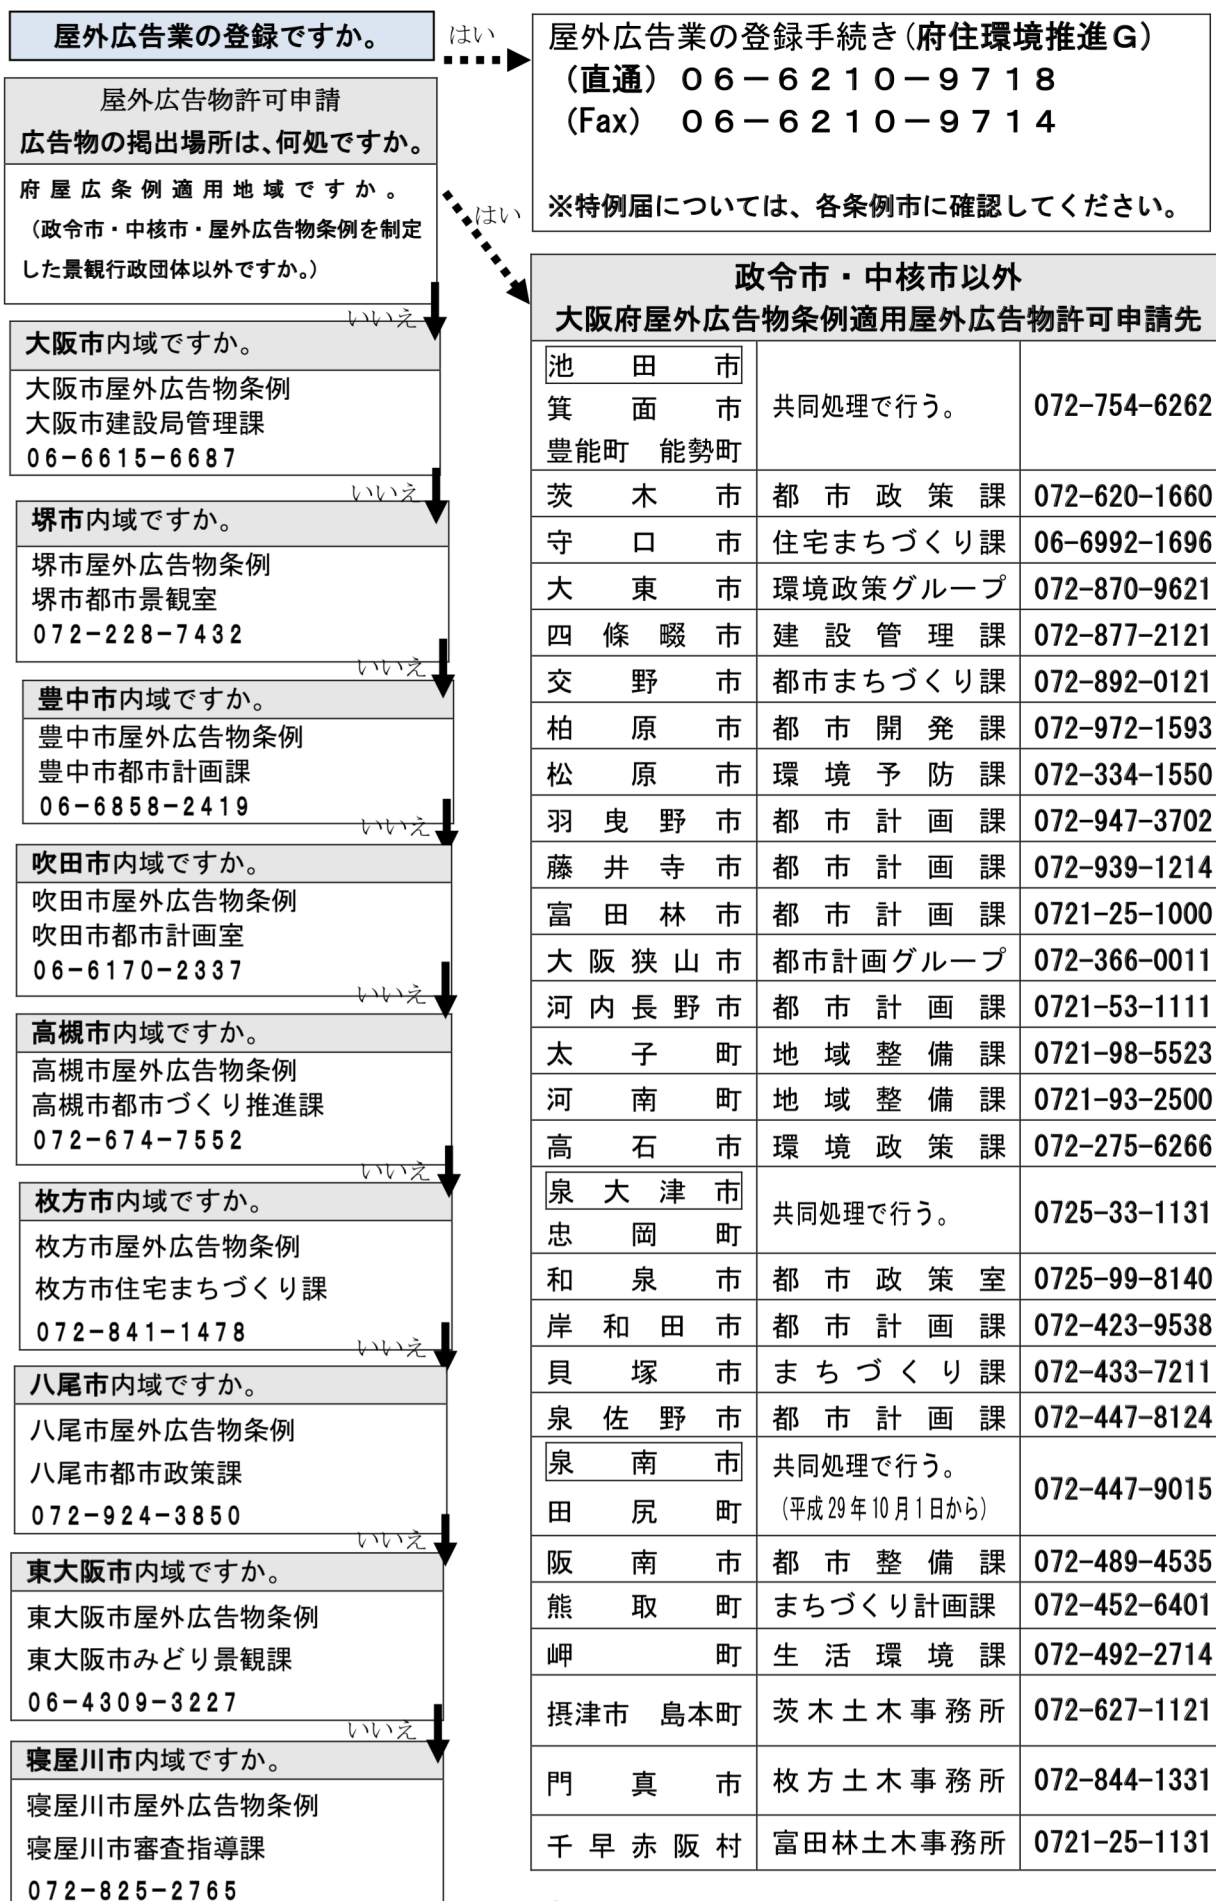 屋外広告業の登録ですか。
はい
屋外広告業の登録手続き(府住環境推進G)
(直通) 06-6210-9718
(Fax) 06-6210-9714
※特例届については、各条例市に確認してください。
屋外広告物許可申請
広告物の掲出場所は、何処ですか。
府屋広条例適用地域ですか。
(政令市・中核市・屋外広告物条例を制定
した景観行政団体以外ですか。)
はい
いいえ
大阪市内域ですか。
大阪市屋外広告物条例
大阪市建設局管理課
06-6615-6687
いいえ
堺市内域ですか。
堺市屋外広告物条例
堺市都市景観室
072-228-7432
いいえ
豊中市内域ですか。
豊中市屋外広告物条例
豊中市都市計画課
06-6858-2419
いいえ
吹田市内域ですか。
吹田市屋外広告物条例
吹田市都市計画室
06-6170-2337
いいえ
高槻市内域ですか。
高槻市屋外広告物条例
高槻市都市づくり推進課
072-674-7552
いいえ
枚方市内域ですか。
枚方市屋外広告物条例
枚方市住宅まちづくり課
072-841-1478
いいえ
八尾市内域ですか。
八尾市屋外広告物条例
八尾市都市政策課
072-924-3850
いいえ
東大阪市内域ですか。
東大阪市屋外広告物条例
東大阪市みどり景観課
06-4309-3227
いいえ
寝屋川市内域ですか。
寝屋川市屋外広告物条例
寝屋川市審査指導課
072-825-2765
政令市・中核市以外
大阪府屋外広告物条例適用屋外広告物許可申請先
池田市
箕面市 共同処理で行う。 072-754-6262
豊能町 能勢町
茨木市 都市政策課 072-620-1660
守口市 住宅まちづくり課 06-6992-1696
大東市 環境政策グループ 072-870-9621
四條畷市 建設管理課 072-877-2121
交野市 都市まちづくり課 072-892-0121
柏原市 都市開発課 072-972-1593
松原市 環境予防課 072-334-1550
羽曳野市 都市計画課 072-947-3702
藤井寺市 都市計画課 072-939-1214
富田林市 都市計画課 0721-25-1000
大阪狭山市 都市計画グループ 072-366-0011
河内長野市 都市計画課 0721-53-1111
太子町 地域整備課 0721-98-5523
河南町 地域整備課 0721-93-2500
高石市 環境政策課 072-275-6266
泉大津市 共同処理で行う。 0725-33-1131
忠岡町
和泉市 都市政策室 0725-99-8140
岸和田市 都市計画課 072-423-9538
貝塚市 まちづくり課 072-433-7211
泉佐野市 都市計画課 072-447-8124
泉南市 共同処理で行う。 072-447-9015
田尻町 (平成29年10月1日から)
阪南市 都市整備課 072-489-4535
熊取町 まちづくり計画課 072-452-6401
岬町 生活環境課 072-492-2714
摂津市 島本町 茨木土木事務所 072-627-1121
門真市 枚方土木事務所 072-844-1331
千早赤阪村 富田林土木事務所 0721-25-1131